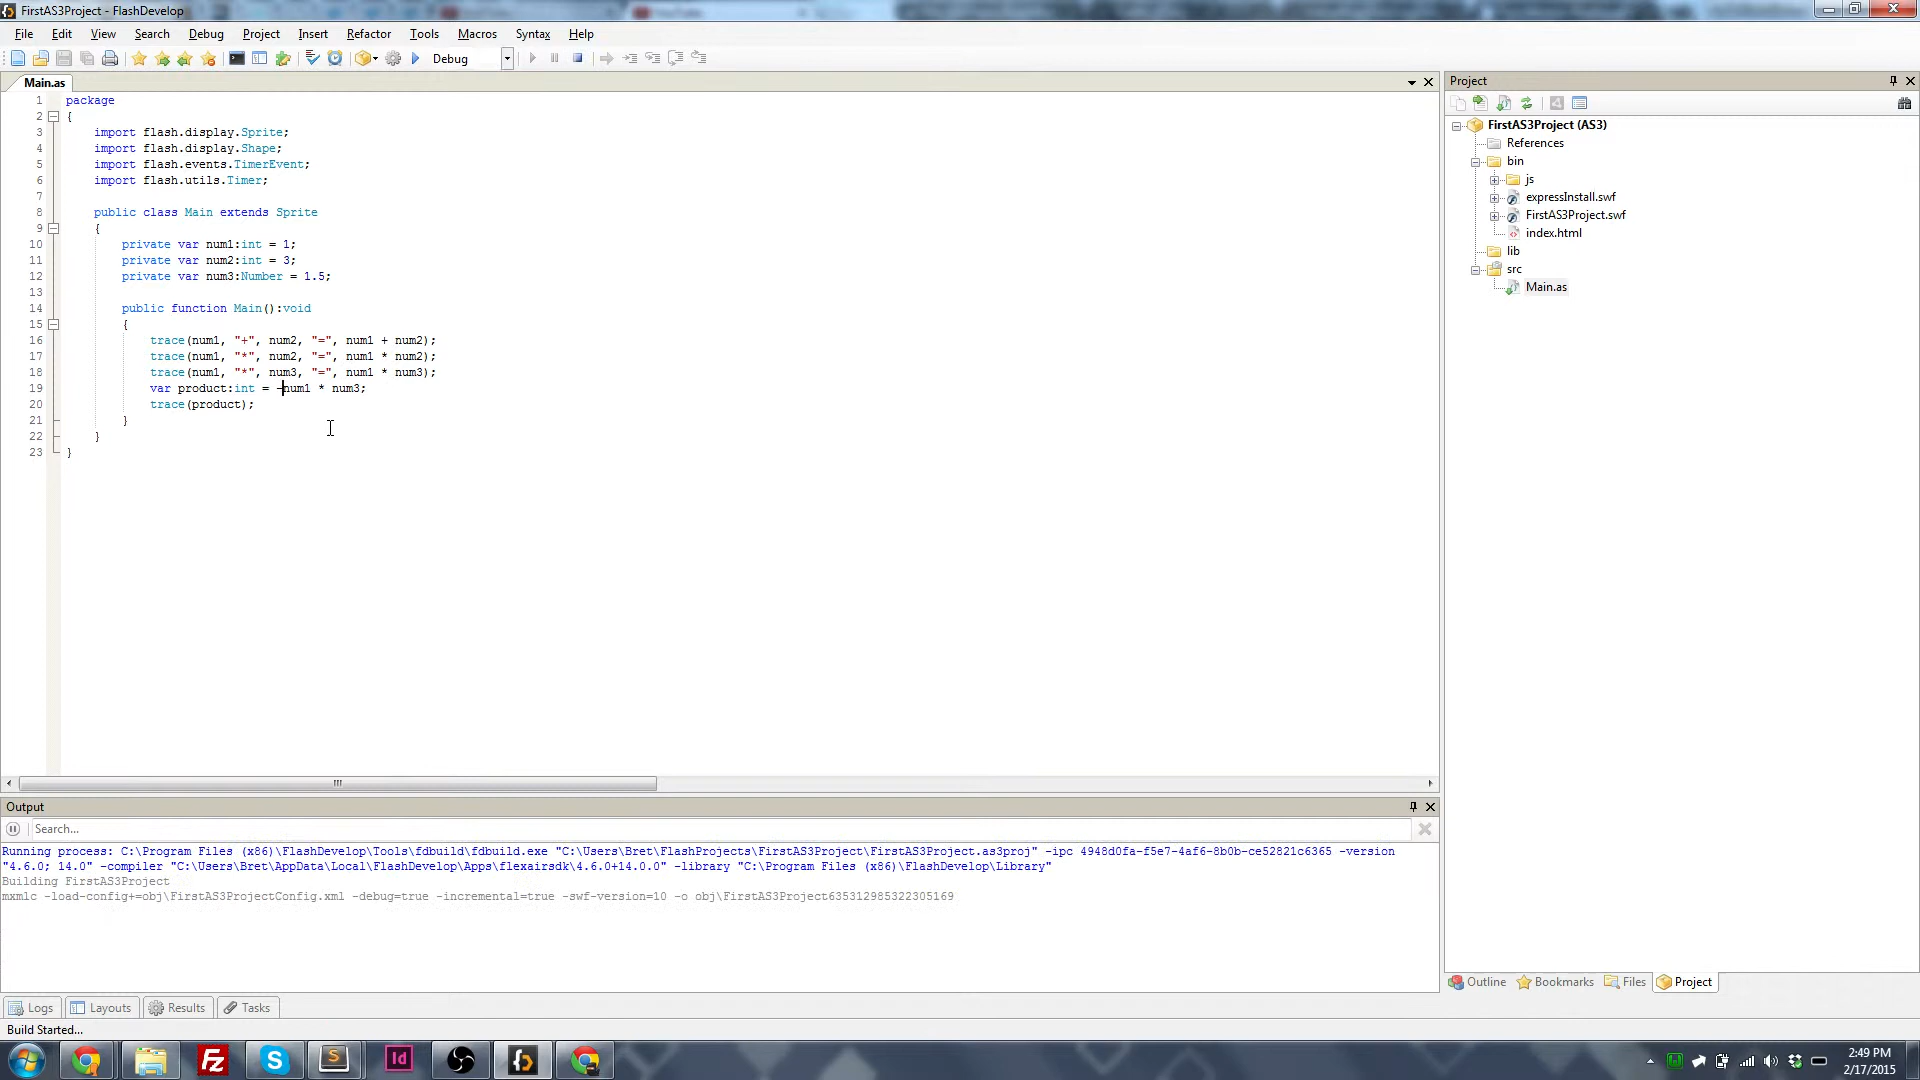 FirstAS3Project - FlashDevelop
File Edit View Search Debug Project Insert Refactor Tools Macros Syntax Help
Debug
Main.as
1 package
2 {
3 import flash.display.Sprite;
4 import flash.display.Shape;
5 import flash.events.TimerEvent;
6 import flash.utils.Timer;
7
8 public class Main extends Sprite
9 {
10 private var num1:int = 1;
11 private var num2:int = 3;
12 private var num3:Number = 1.5;
13
14 public function Main():void
15 {
16 trace(num1, "+", num2, "=", num1 + num2);
17 trace(num1, "*", num2, "=", num1 * num2);
18 trace(num1, "*", num3, "=", num1 * num3);
19 var product:int = -num1 * num3;
20 trace(product);
21 }
22 }
23 }
Project
FirstAS3Project (AS3)
References
bin
js
expressInstall.swf
FirstAS3Project.swf
index.html
lib
src
Main.as
Output
Search...
Running process: C:\Program Files (x86)\FlashDevelop\Tools\fdbuild\fdbuild.exe "C:\Users\Bret\FlashProjects\FirstAS3Project\FirstAS3Project.as3proj" -ipc 4948d0fa-f5e7-4af6-8b0b-ce52821c6365 -version
"4.6.0; 14.0" -compiler "C:\Users\Bret\AppData\Local\FlashDevelop\Apps\flexairsdk\4.6.0+14.0.0" -library "C:\Program Files (x86)\FlashDevelop\Library"
Building FirstAS3Project
mxmlc -load-config+=obj\FirstAS3ProjectConfig.xml -debug=true -incremental=true -swf-version=10 -o obj\FirstAS3Project635312985322305169
Outline Bookmarks Files Project
Logs Layouts Results Tasks
Build Started...
Fz S S Id
2:49 PM
2/17/2015